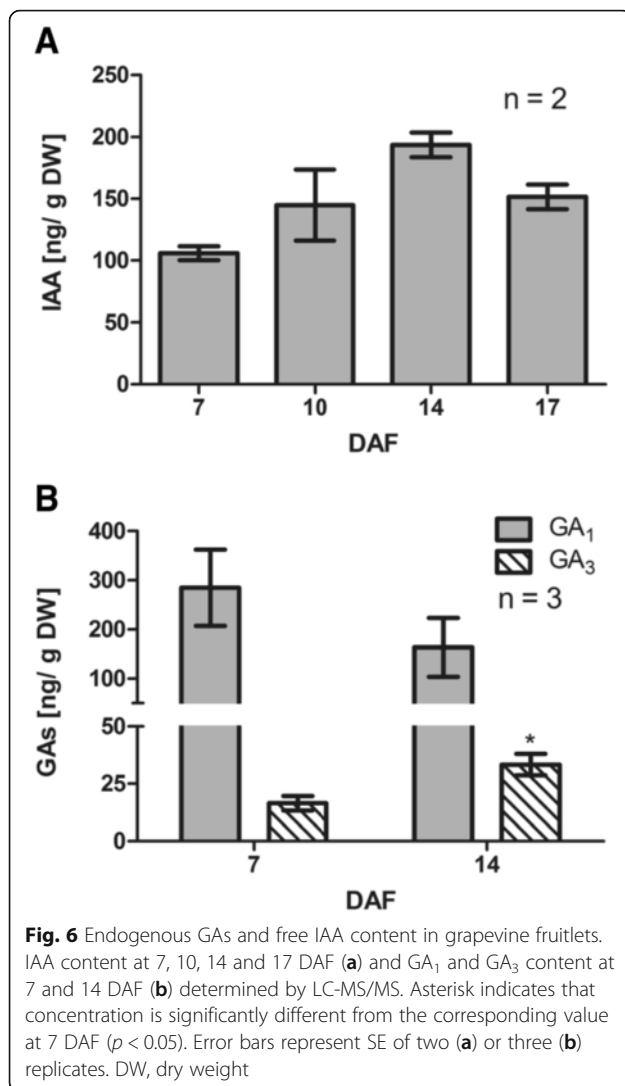 A
250
200
150
100
50
0
IAA [ng/ g DW]
n = 2
7 10 14 17
DAF
B
400
300
200
100
50
25
0
GAs [ng/ g DW]
GA₁
GA₃
n = 3
*
7 14
DAF
Fig. 6 Endogenous GAs and free IAA content in grapevine fruitlets.
IAA content at 7, 10, 14 and 17 DAF (a) and GA₁ and GA₃ content at
7 and 14 DAF (b) determined by LC-MS/MS. Asterisk indicates that
concentration is significantly different from the corresponding value
at 7 DAF (p < 0.05). Error bars represent SE of two (a) or three (b)
replicates. DW, dry weight